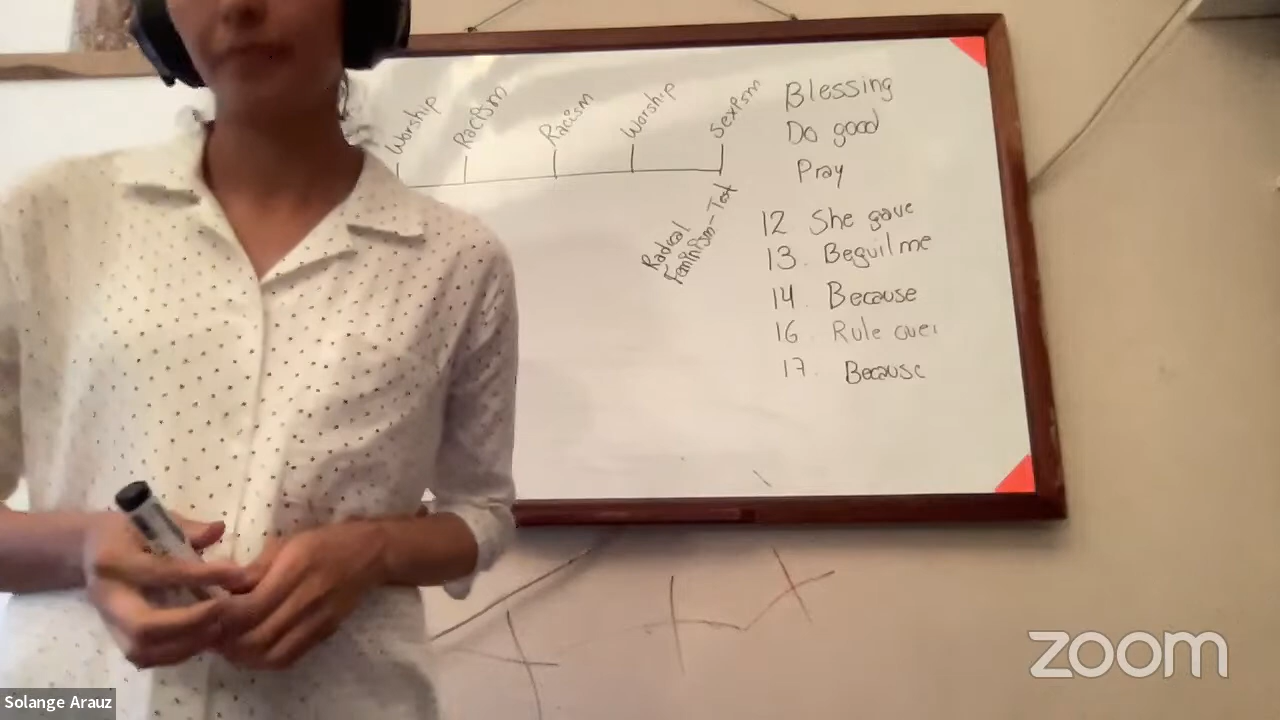 Worship
Racism
Racism
Worship
Sexism
Radical
Feminism - Test
Blessing
Do good
Pray
12 She gave
13. Beguil me
14. Because
16. Rule over
17. Because
zoom
Solange Arauz